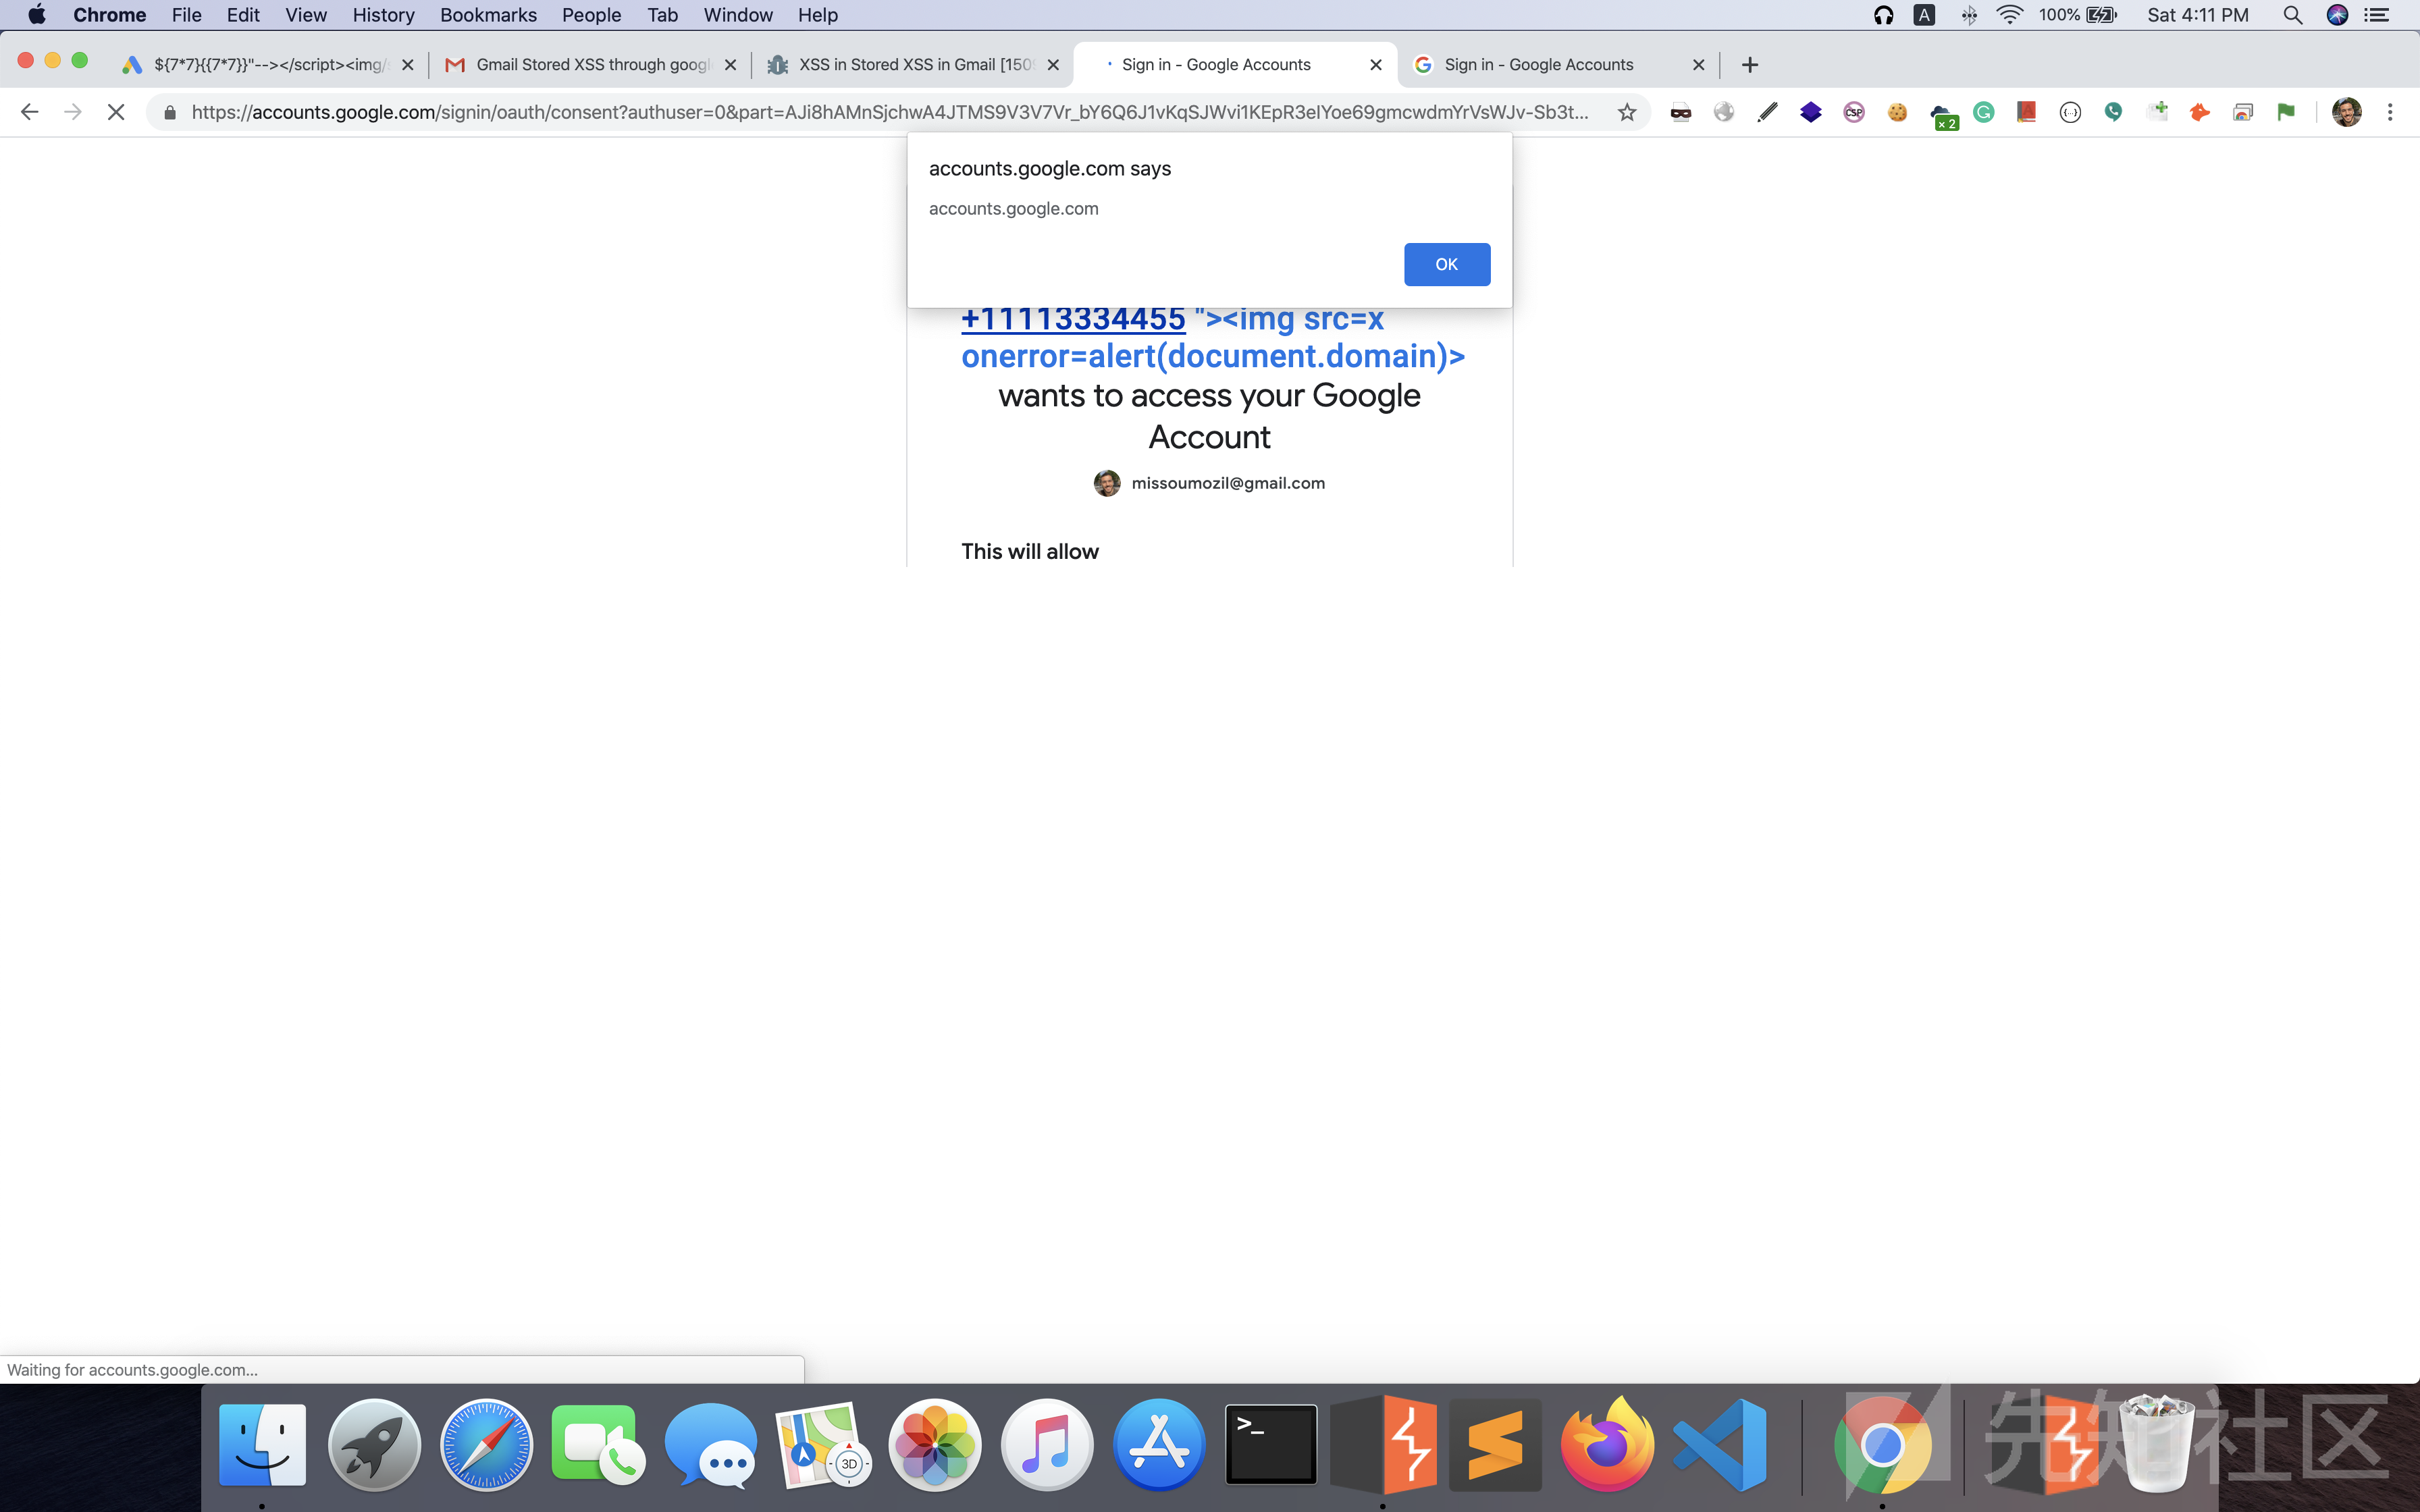 Chrome File Edit View History Bookmarks People Tab Window Help A 100% Sat 4:11 PM
${7*7}{{7*7}}"--></script><img/ Gmail Stored XSS through googl XSS in Stored XSS in Gmail [150 Sign in - Google Accounts Sign in - Google Accounts
https://accounts.google.com/signin/oauth/consent?authuser=0&part=AJi8hAMnSjchwA4JTMS9V3V7Vr_bY6Q6J1vKqSJWvi1KEpR3eIYoe69gmcwdmYrVsWJv-Sb3t... CSP × 2
accounts.google.com says
accounts.google.com
OK
+11113334455 "><img src=x
onerror=alert(document.domain)>
wants to access your Google
Account
missoumozil@gmail.com
This will allow
Waiting for accounts.google.com...
3D
>_
先知社区